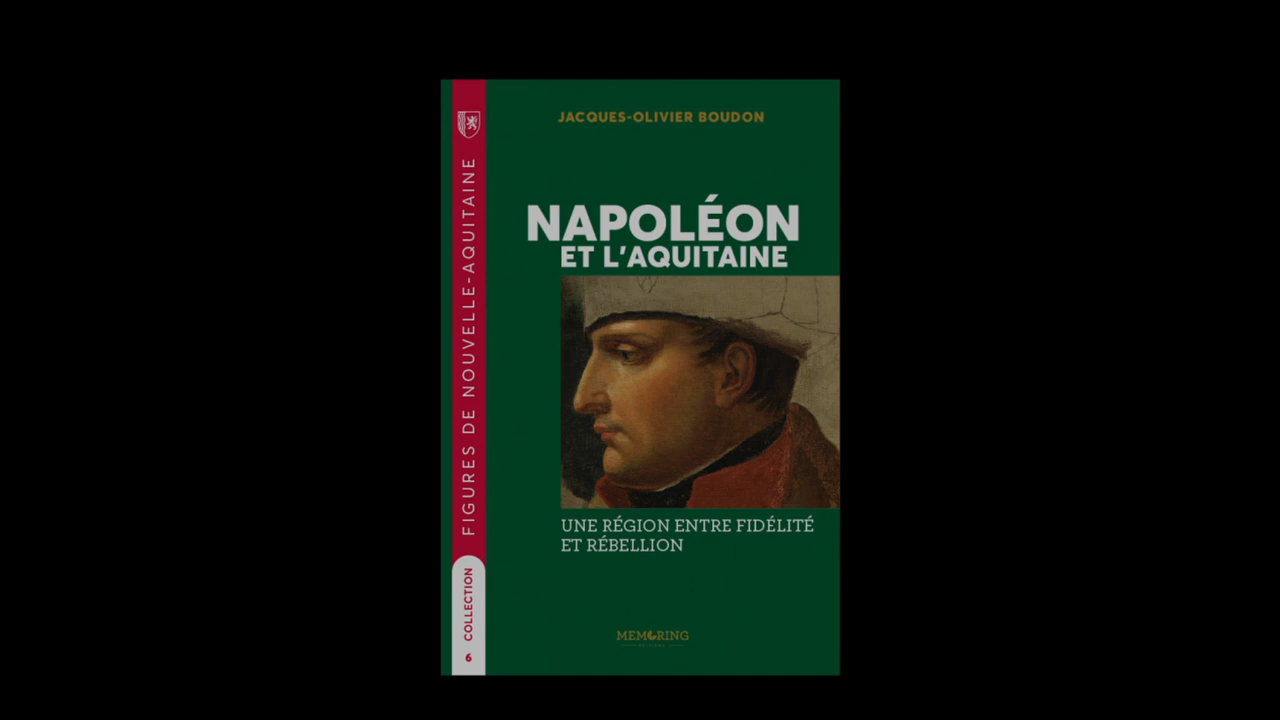 JACQUES-OLIVIER BOUDON
NAPOLÉON
ET L'AQUITAINE
UNE RÉGION ENTRE FIDÉLITÉ
ET RÉBELLION
MEMORING
ÉDITIONS
FIGURES DE NOUVELLE-AQUITAINE
COLLECTION
6